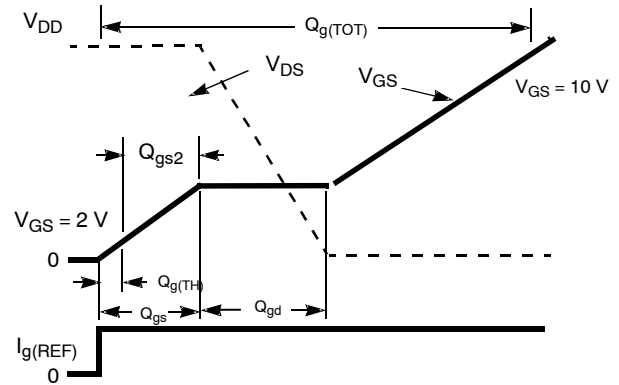 V_DD
Q_g(TOT)
V_DS
V_GS
V_GS = 10 V
Q_gs2
V_GS = 2 V
0
Q_g(TH)
Q_gs
Q_gd
I_g(REF)
0